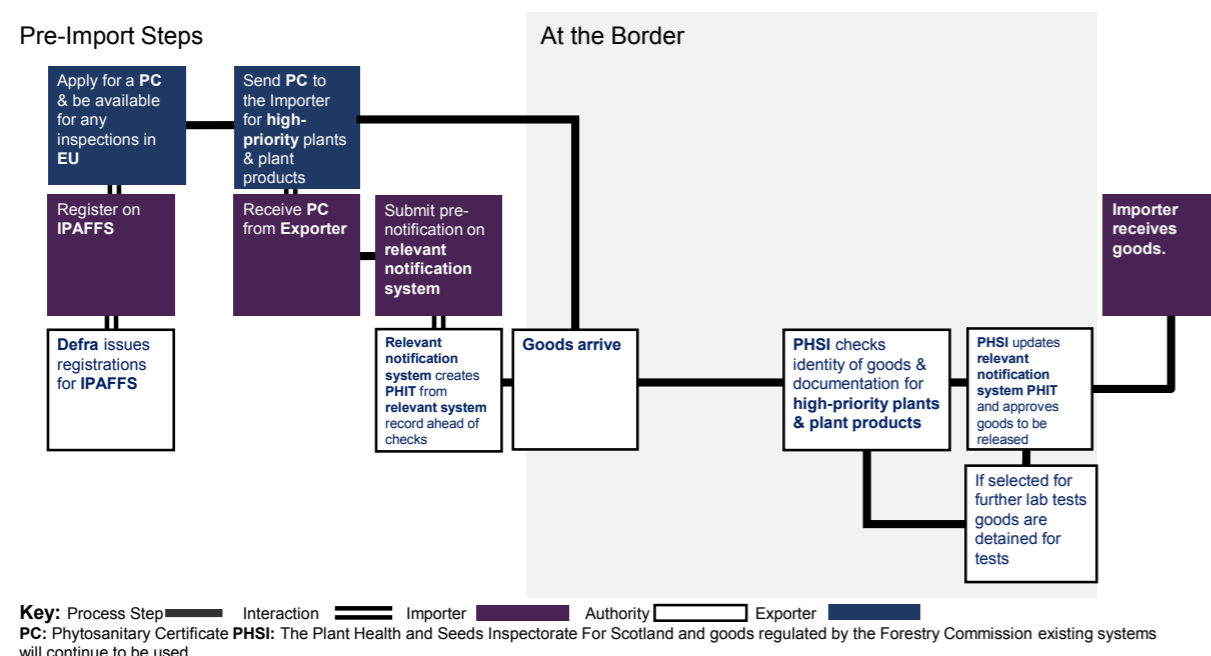 Pre-Import Steps
At the Border
Apply for a PC
& be available
for any
inspections in
EU
Send PC to
the Importer
for high-
priority plants
& plant
products
Register on
IPAFFS
Receive PC
from Exporter
Submit pre-
notification on
relevant
notification
system
Importer
receives
goods.
Defra issues
registrations
for IPAFFS
Relevant
notification
system creates
PHIT from
relevant system
record ahead of
checks
Goods arrive
PHSI checks
identity of goods &
documentation for
high-priority plants
& plant products
PHSI updates
relevant
notification
system PHIT
and approves
goods to be
released
If selected for
further lab tests
goods are
detained for
tests
Key: Process Step Interaction Importer Authority Exporter
PC: Phytosanitary Certificate PHSI: The Plant Health and Seeds Inspectorate For Scotland and goods regulated by the Forestry Commission existing systems
will continue to be used